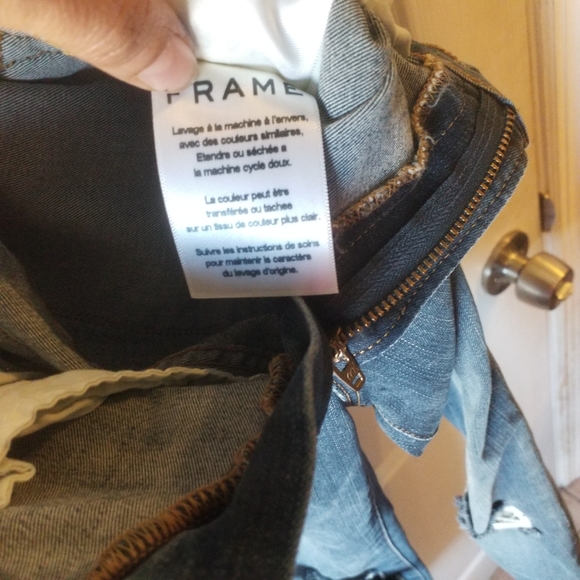 FRAME
Lavage à la machine à l'envers,
avec des couleurs similaires,
Etendre ou séchée a
la machine cycle doux.
La couleur peut être
transférée ou tachee
sur un tissu de couleur plus clair.
Suivre les instructions de soins
pour maintenir le caractère
du lavage d'origine.